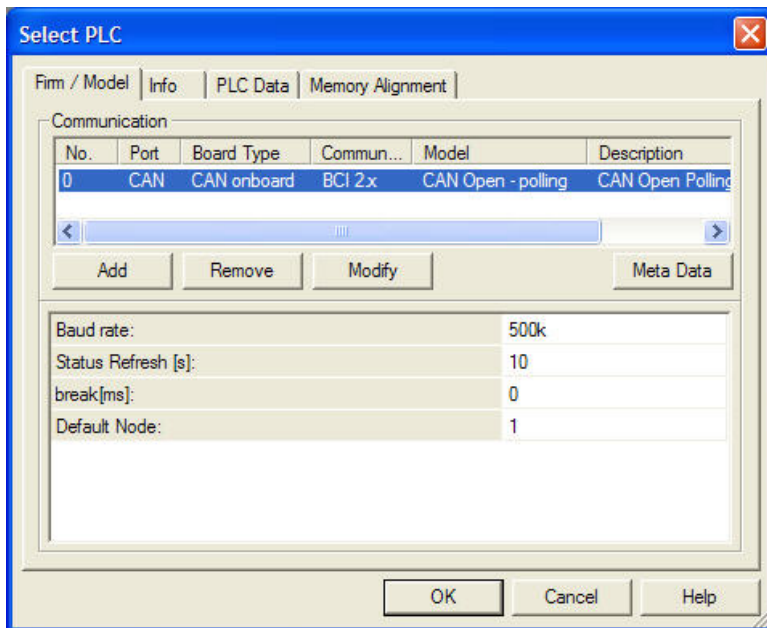 Select PLC
Firm / Model Info PLC Data Memory Alignment
Communication
No. Port Board Type Commun... Model Description
0 CAN CAN onboard BCI 2.x CAN Open - polling CAN Open Polling
Add Remove Modify Meta Data
Baud rate: 500k
Status Refresh [s]: 10
break[ms]: 0
Default Node: 1
OK Cancel Help